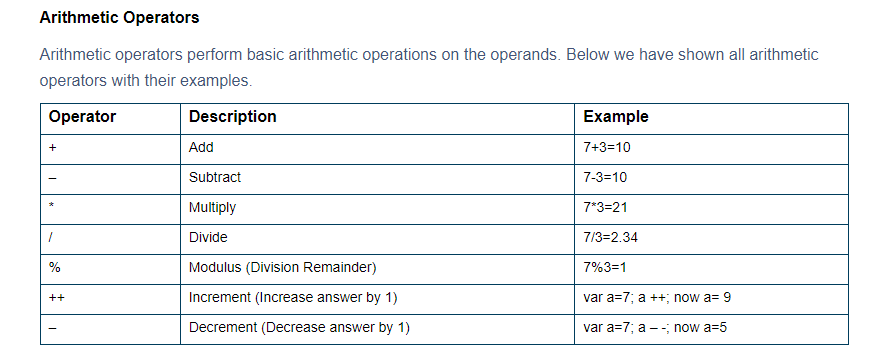 Arithmetic Operators
Arithmetic operators perform basic arithmetic operations on the operands. Below we have shown all arithmetic
operators with their examples.
Operator Description Example
+ Add 7+3=10
– Subtract 7-3=10
* Multiply 7*3=21
/ Divide 7/3=2.34
% Modulus (Division Remainder) 7%3=1
++ Increment (Increase answer by 1) var a=7; a ++; now a= 9
– Decrement (Decrease answer by 1) var a=7; a – -; now a=5